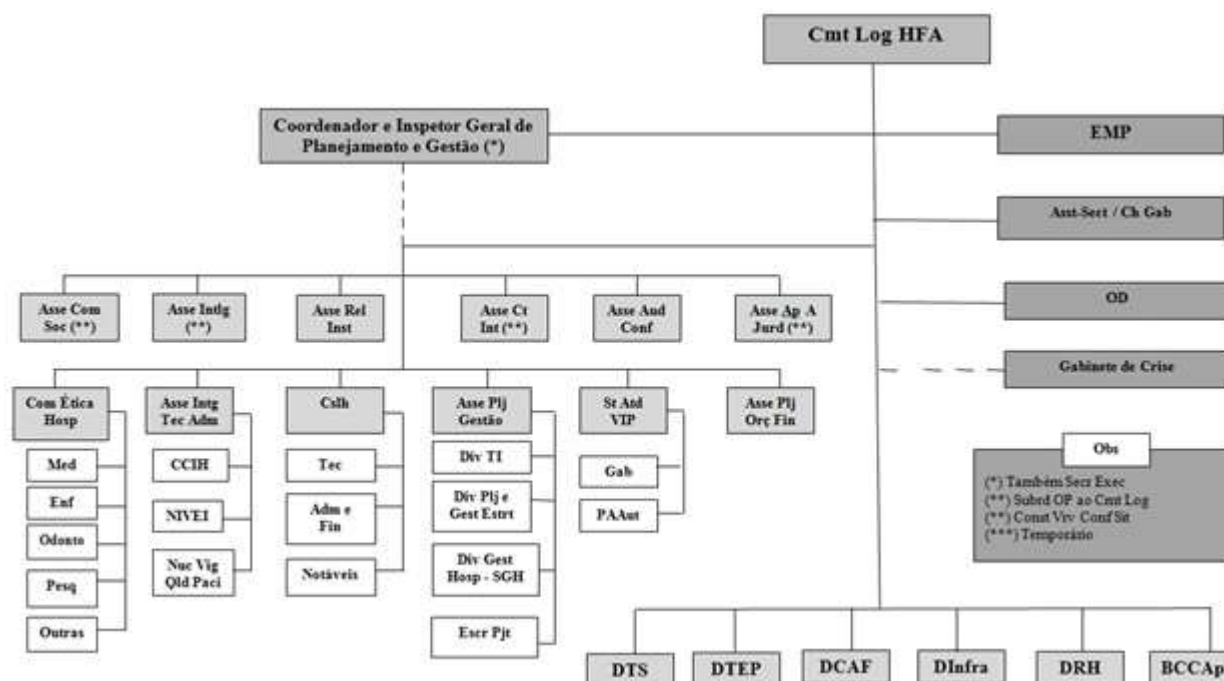 Cmt Log HFA
Coordenador e Inspetor Geral de
Planejamento e Gestão (*)
EMP
Asst-Sect / Ch Gab
OD
Gabinete de Crise
Asse Com
Soc (**)
Asse Intlg
(**)
Asse Rel
Inst
Asse Ct
Int (**)
Asse Aud
Conf
Asse Ap A
Jurd (**)
Com Ética
Hosp
Med
Enf
Odonto
Pesq
Outras
Asse Intg
Tec Adm
CCIH
NIVEI
Nuc Vig
Qld Paci
Cslh
Tec
Adm e
Fin
Notáveis
Asse Plj
Gestão
Div TI
Div Plj e
Gest Estrt
Div Gest
Hosp - SGH
Escr Pjt
St Atd
VIP
Gab
PAAut
Asse Plj
Orç Fin
Obs
(*) Também Secr Exec
(**) Subrd OP ao Cmt Log
(**) Const Vrv Conf Sit
(***) Temporário
DTS
DTEP
DCAF
DInfra
DRH
BCCAp